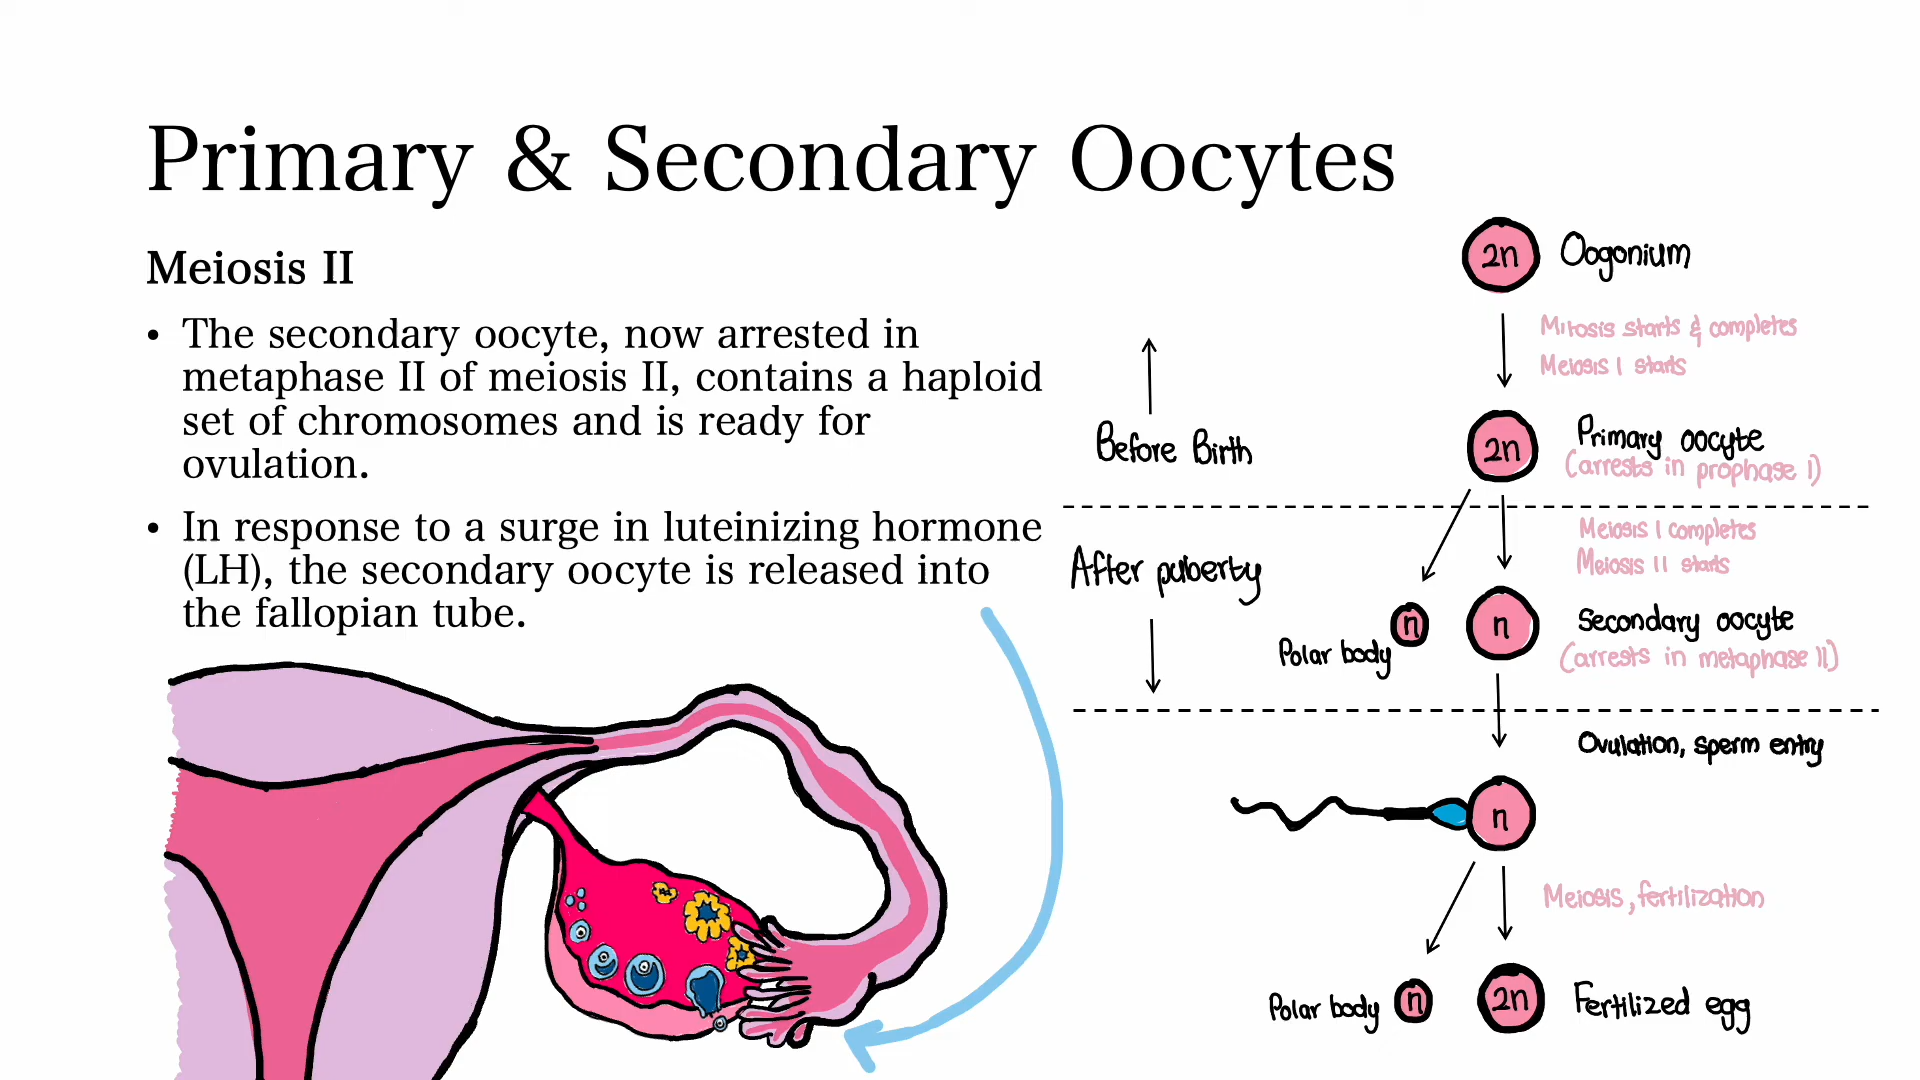 Primary & Secondary Oocytes
Meiosis II
• The secondary oocyte, now arrested in
metaphase II of meiosis II, contains a haploid
set of chromosomes and is ready for
ovulation.
• In response to a surge in luteinizing hormone
(LH), the secondary oocyte is released into
the fallopian tube.
2n Oogonium
Mitosis starts & completes
Meiosis I starts
Before Birth
2n Primary oocyte
(arrests in prophase I)
Meiosis I completes
Meiosis II starts
After puberty
n n Secondary oocyte
Polar body
(arrests in metaphase II)
Ovulation, sperm entry
n
Meiosis, fertilization
Polar body n 2n Fertilized egg